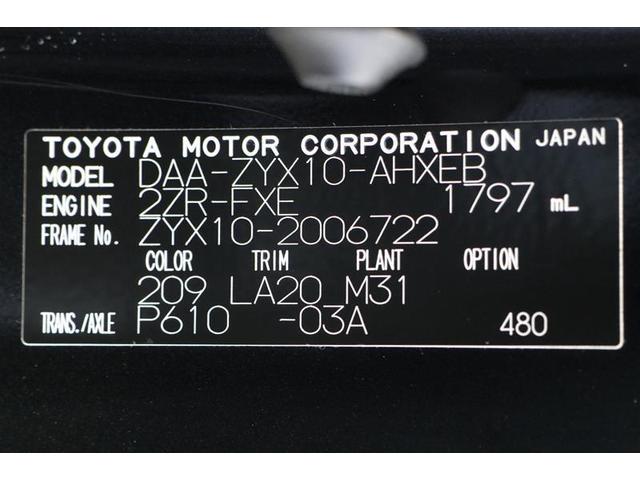 TOYOTA MOTOR CORPORATION JAPAN
MODEL DAA-ZYX10-AHXEB
ENGINE 2ZR-FXE 1797 mL
FRAME No. ZYX10-2006722
COLOR TRIM PLANT OPTION
209 LA20 M31
TRANS./AXLE P610 -03A 480